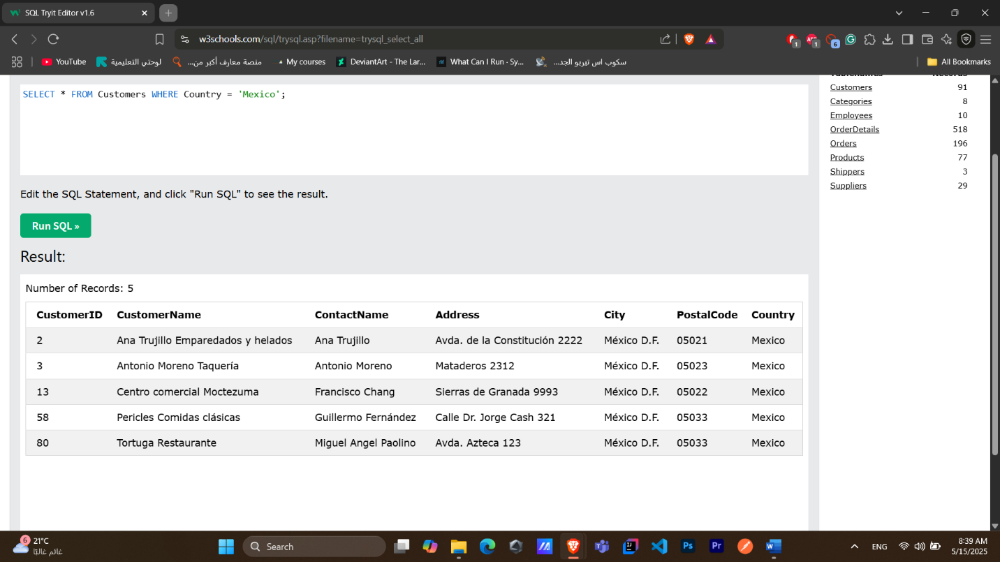 SQL Tryit Editor v1.6
w3schools.com/sql/trysql.asp?filename=trysql_select_all
1
1
6
YouTube
لوحتي التعليمية
منصة معارف أكبر من...
My courses
DeviantArt - The Lar...
What Can I Run · Sy...
سكوب اس تيربو الجد...
All Bookmarks
SELECT * FROM Customers WHERE Country = 'Mexico';
Tablenames Records
Customers 91
Categories 8
Employees 10
OrderDetails 518
Orders 196
Products 77
Shippers 3
Suppliers 29
Edit the SQL Statement, and click "Run SQL" to see the result.
Run SQL »
Result:
Number of Records: 5
CustomerID CustomerName ContactName Address City PostalCode Country
2 Ana Trujillo Emparedados y helados Ana Trujillo Avda. de la Constitución 2222 México D.F. 05021 Mexico
3 Antonio Moreno Taquería Antonio Moreno Mataderos 2312 México D.F. 05023 Mexico
13 Centro comercial Moctezuma Francisco Chang Sierras de Granada 9993 México D.F. 05022 Mexico
58 Pericles Comidas clásicas Guillermo Fernández Calle Dr. Jorge Cash 321 México D.F. 05033 Mexico
80 Tortuga Restaurante Miguel Angel Paolino Avda. Azteca 123 México D.F. 05033 Mexico
6
21°C
غائم غالبًا
Search
Ps
Pr
W
ENG
8:39 AM
5/15/2025